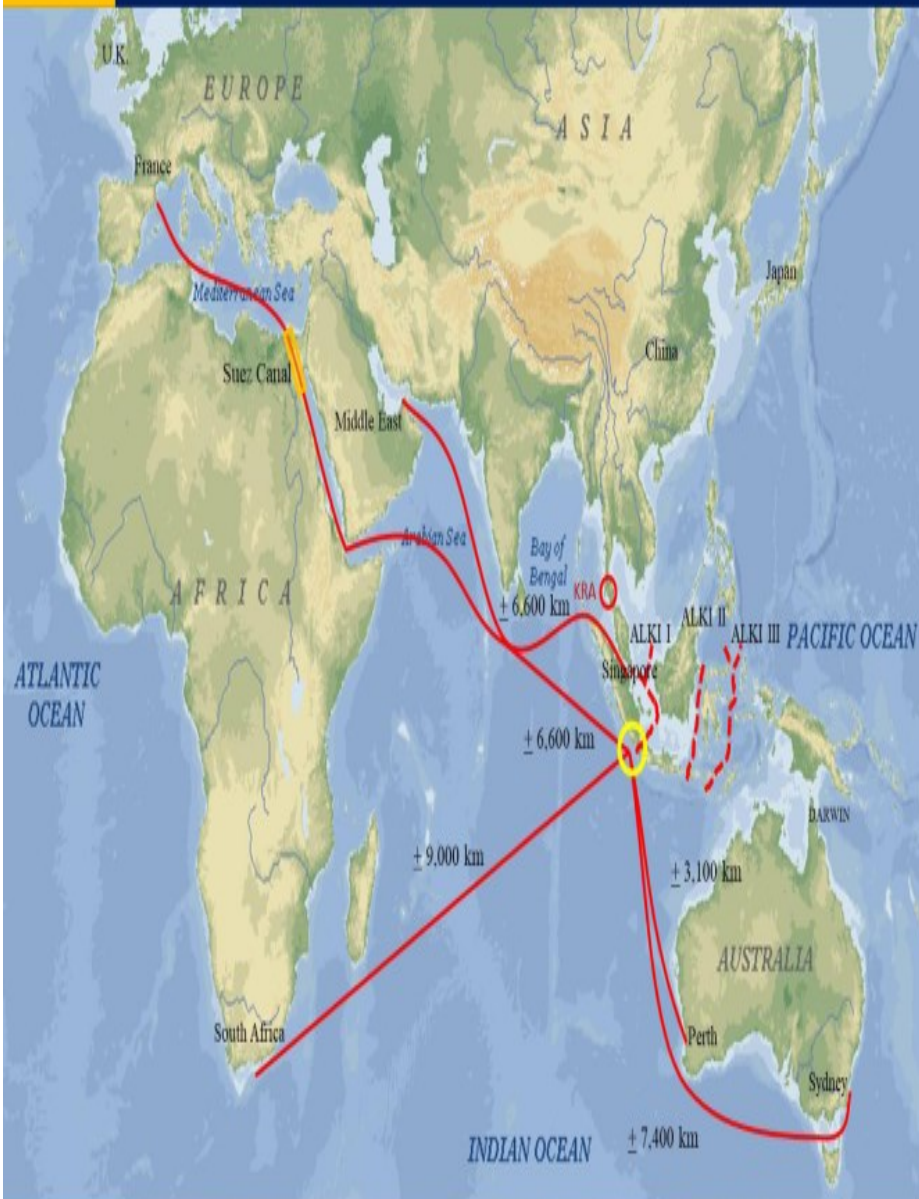 U.K.
EUROPE
ASIA
France
Japan
Mediterranean Sea
China
Suez Canal
Middle East
Arabian Sea
Bay of
Bengal
KRA
AFRICA
± 6,600 km
ALKI II
ALKI I
ALKI III
PACIFIC OCEAN
Singapore
ATLANTIC
OCEAN
± 6,600 km
DARWIN
± 9,000 km
± 3,100 km
AUSTRALIA
South Africa
Perth
Sydney
± 7,400 km
INDIAN OCEAN